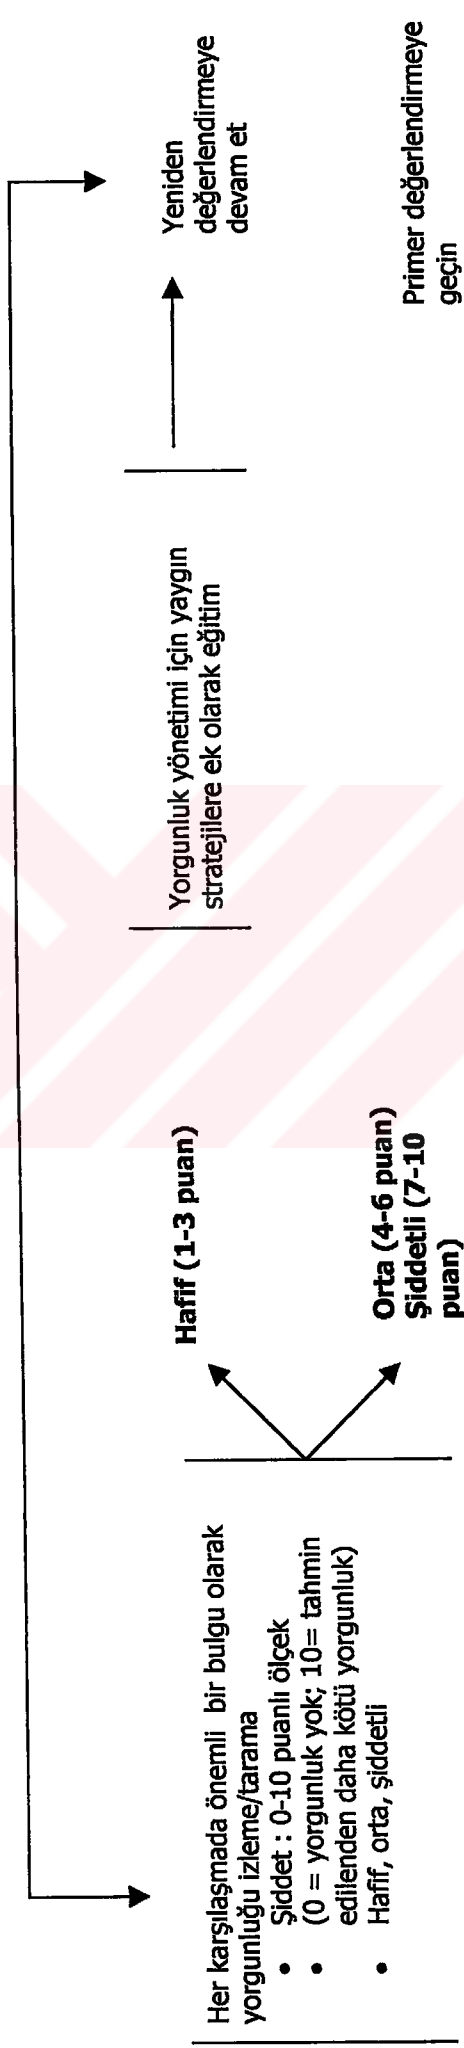 Her karşılaşmada önemli bir bulgu olarak
yorgunluğu izleme/tarama
• Şiddet : 0-10 puanlı ölçek
• (0 = yorgunluk yok; 10= tahmin
edilenden daha kötü yorgunluk)
• Hafif, orta, şiddetli
Hafif (1-3 puan)
Orta (4-6 puan)
Şiddetli (7-10
puan)
Yorgunluk yönetimi için yaygın
stratejilere ek olarak eğitim
Yeniden
değerlendirmeye
devam et
Primer değerlendirmeye
geçin